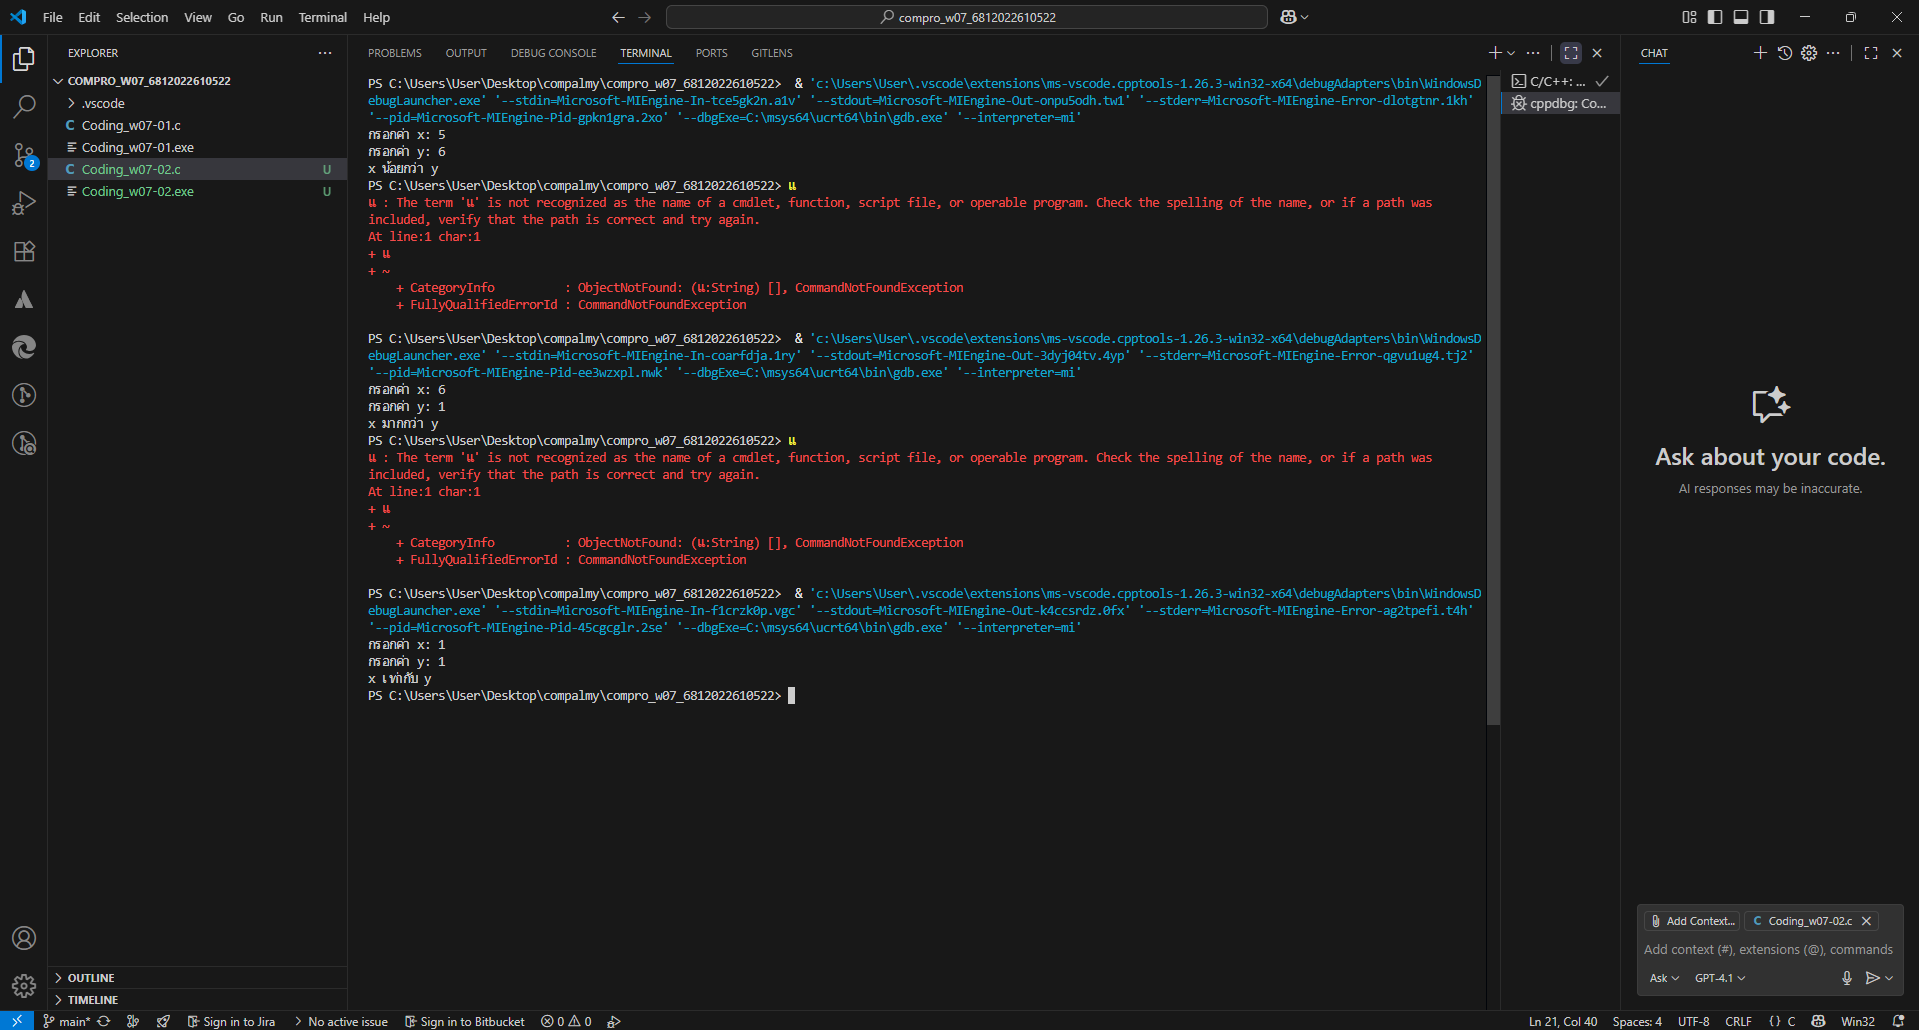 File Edit Selection View Go Run Terminal Help
compro_w07_6812022610522
EXPLORER
COMPRO_W07_6812022610522
.vscode
C Coding_w07-01.c
Coding_w07-01.exe
C Coding_w07-02.c U
Coding_w07-02.exe U
2
OUTLINE
TIMELINE
PROBLEMS OUTPUT DEBUG CONSOLE TERMINAL PORTS GITLENS
PS C:\Users\User\Desktop\compalmy\compro_w07_6812022610522>  & 'c:\Users\User\.vscode\extensions\ms-vscode.cpptools-1.26.3-win32-x64\debugAdapters\bin\WindowsD
ebugLauncher.exe' '--stdin=Microsoft-MIEngine-In-tce5gk2n.a1v' '--stdout=Microsoft-MIEngine-Out-onpu5odh.tw1' '--stderr=Microsoft-MIEngine-Error-dlotgtnr.1kh'
'--pid=Microsoft-MIEngine-Pid-gpkn1gra.2xo' '--dbgExe=C:\msys64\ucrt64\bin\gdb.exe' '--interpreter=mi'
กรอกค่า x: 5
กรอกค่า y: 6
x น้อยกว่า y
PS C:\Users\User\Desktop\compalmy\compro_w07_6812022610522> แ
แ : The term 'แ' is not recognized as the name of a cmdlet, function, script file, or operable program. Check the spelling of the name, or if a path was
included, verify that the path is correct and try again.
At line:1 char:1
+ แ
+ ~
+ CategoryInfo : ObjectNotFound: (แ:String) [], CommandNotFoundException
+ FullyQualifiedErrorId : CommandNotFoundException
PS C:\Users\User\Desktop\compalmy\compro_w07_6812022610522>  & 'c:\Users\User\.vscode\extensions\ms-vscode.cpptools-1.26.3-win32-x64\debugAdapters\bin\WindowsD
ebugLauncher.exe' '--stdin=Microsoft-MIEngine-In-coarfdja.1ry' '--stdout=Microsoft-MIEngine-Out-3dyj04tv.4yp' '--stderr=Microsoft-MIEngine-Error-qgvu1ug4.tj2'
'--pid=Microsoft-MIEngine-Pid-ee3wzxpl.nwk' '--dbgExe=C:\msys64\ucrt64\bin\gdb.exe' '--interpreter=mi'
กรอกค่า x: 6
กรอกค่า y: 1
x มากกว่า y
PS C:\Users\User\Desktop\compalmy\compro_w07_6812022610522> แ
แ : The term 'แ' is not recognized as the name of a cmdlet, function, script file, or operable program. Check the spelling of the name, or if a path was
included, verify that the path is correct and try again.
At line:1 char:1
+ แ
+ ~
+ CategoryInfo : ObjectNotFound: (แ:String) [], CommandNotFoundException
+ FullyQualifiedErrorId : CommandNotFoundException
PS C:\Users\User\Desktop\compalmy\compro_w07_6812022610522>  & 'c:\Users\User\.vscode\extensions\ms-vscode.cpptools-1.26.3-win32-x64\debugAdapters\bin\WindowsD
ebugLauncher.exe' '--stdin=Microsoft-MIEngine-In-f1crzk0p.vgc' '--stdout=Microsoft-MIEngine-Out-k4ccsrdz.0fx' '--stderr=Microsoft-MIEngine-Error-ag2tpefi.t4h'
'--pid=Microsoft-MIEngine-Pid-45cgcglr.2se' '--dbgExe=C:\msys64\ucrt64\bin\gdb.exe' '--interpreter=mi'
กรอกค่า x: 1
กรอกค่า y: 1
x เท่ากับ y
PS C:\Users\User\Desktop\compalmy\compro_w07_6812022610522>
C/C++: ...
cppdbg: Co...
CHAT
Ask about your code.
AI responses may be inaccurate.
Add Context... C Coding_w07-02.c
Add context (#), extensions (@), commands
Ask GPT-4.1
main* Sign in to Jira No active issue Sign in to Bitbucket 0 0
Ln 21, Col 40 Spaces: 4 UTF-8 CRLF {} C Win32